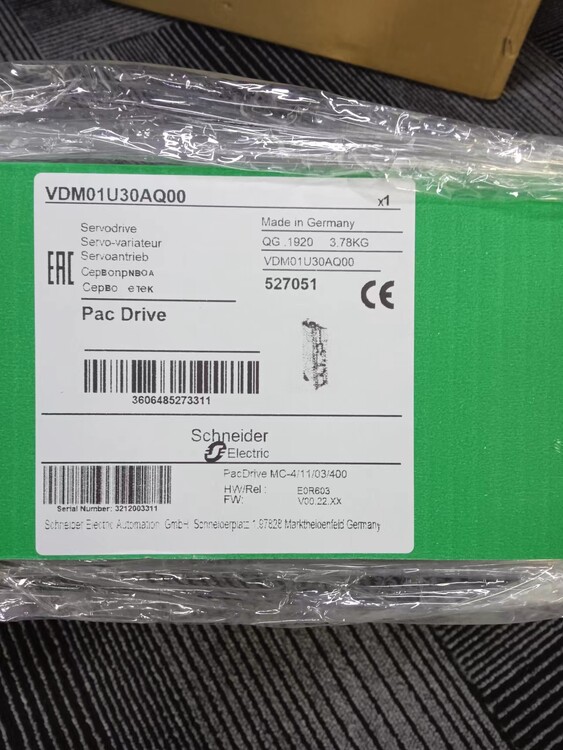 VDM01U30AQ00
x1
Servodrive
Servo-variateur
Servoantrieb
EAC
Made in Germany
QG .1920 3,78KG
VDM01U30AQ00
527051
CE
Pac Drive
3606485273311
Schneider
Electric
PacDrive MC-4/11/03/400
HW/Rel : E0R603
FW: V00.22.XX
Serial Number: 3212003311
Schneider Electric Automation GmbH, Schneiderplatz 1,97828 Marktheidenfeld Germany